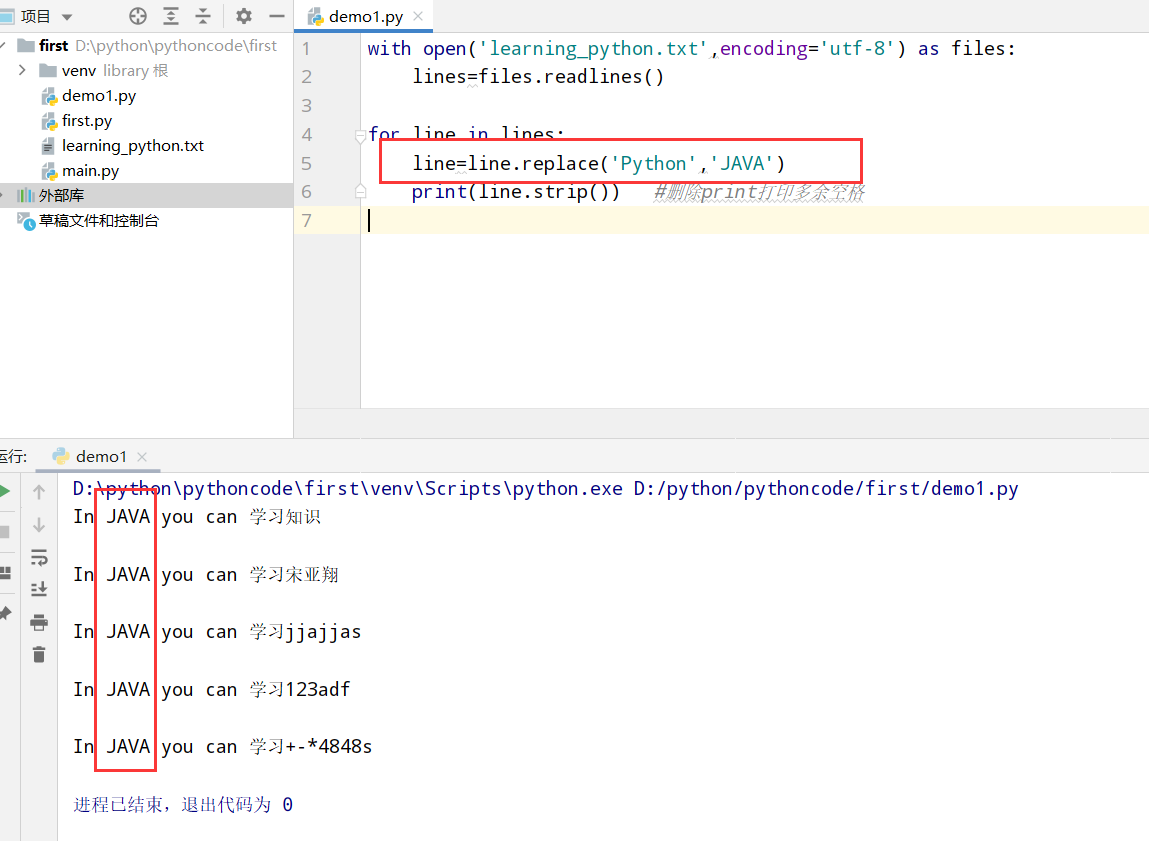 项目
first D:\python\pythoncode\first
venv library 根
demo1.py
first.py
learning_python.txt
main.py
外部库
草稿文件和控制台
demo1.py
1 with open('learning_python.txt',encoding='utf-8') as files:
2 lines=files.readlines()
3
4 for line in lines:
5 line=line.replace('Python','JAVA')
6 print(line.strip()) #删除print打印多余空格
7
运行: demo1
D:\python\pythoncode\first\venv\Scripts\python.exe D:/python/pythoncode/first/demo1.py
In JAVA you can 学习知识
In JAVA you can 学习宋亚翔
In JAVA you can 学习jjajjas
In JAVA you can 学习123adf
In JAVA you can 学习+-*4848s
进程已结束，退出代码为 0